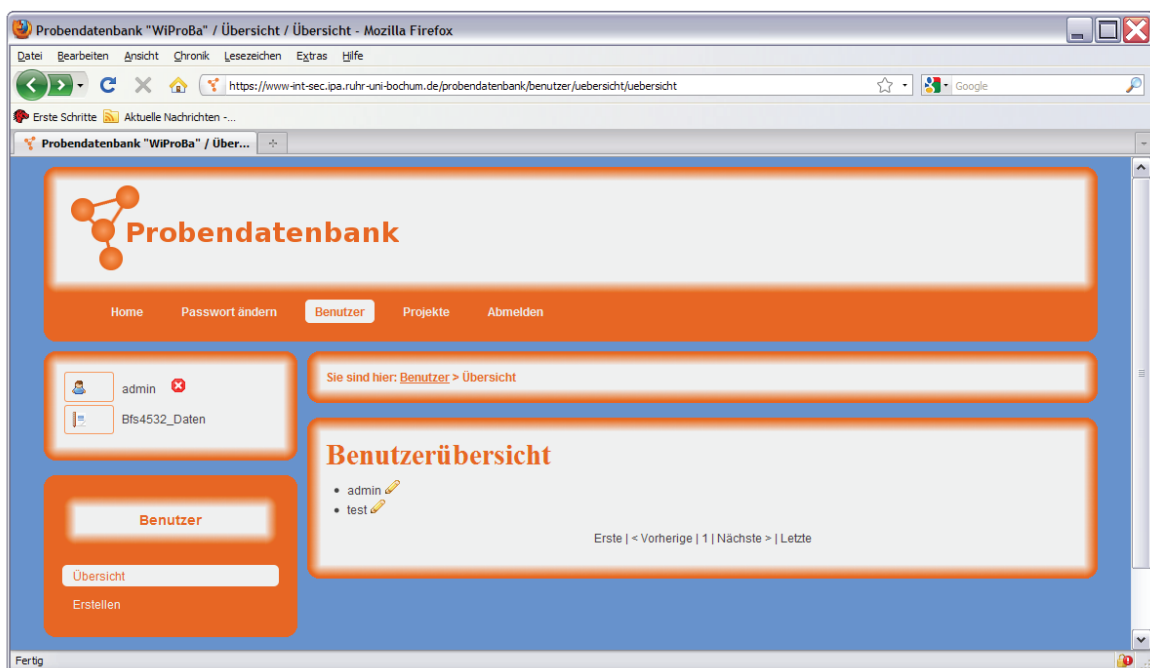 Probendatenbank "WiProBa" / Übersicht / Übersicht - Mozilla Firefox
Datei Bearbeiten Ansicht Chronik Lesezeichen Extras Hilfe
https://www-int-sec.ipa.ruhr-uni-bochum.de/probendatenbank/benutzer/uebersicht/uebersicht
Google
Erste Schritte Aktuelle Nachrichten -...
Probendatenbank "WiProBa" / Über...
Probendatenbank
Home Passwort ändern Benutzer Projekte Abmelden
admin
Bfs4532_Daten
Benutzer
Übersicht
Erstellen
Sie sind hier: Benutzer > Übersicht
Benutzerübersicht
• admin
• test
Erste | < Vorherige | 1 | Nächste > | Letzte
Fertig